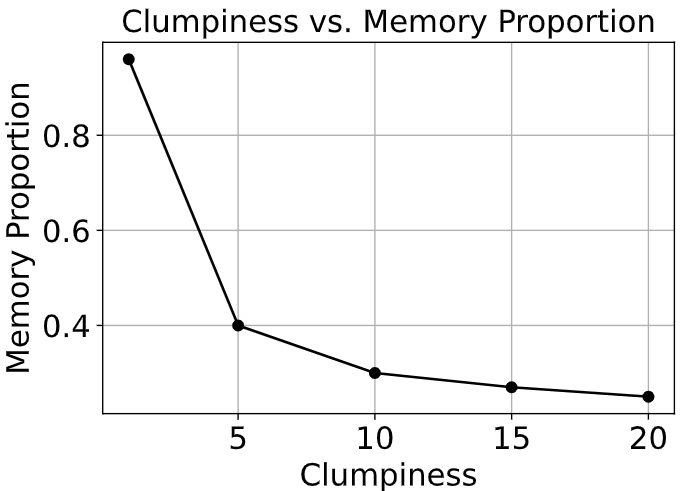 Clumpiness vs. Memory Proportion
Memory Proportion
0.8
0.6
0.4
5 10 15 20
Clumpiness